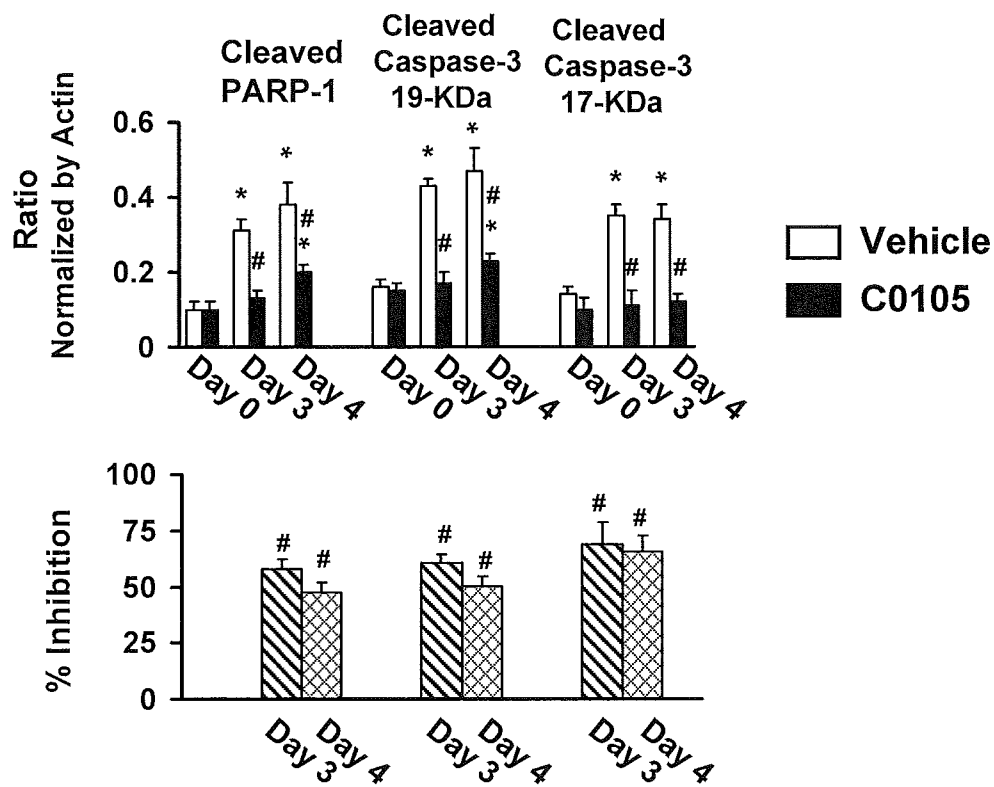 Cleaved
PARP-1
Cleaved
Caspase-3
19-KDa
Cleaved
Caspase-3
17-KDa
Ratio
Normalized by Actin
0.6
0.4
0.2
0
*
#
*
#
*
*
#
*
#
*
*
#
*
#
Day 0
Day 3
Day 4
Day 0
Day 3
Day 4
Day 0
Day 3
Day 4
Vehicle
C0105
% Inhibition
100
75
50
25
0
#
#
#
#
#
#
Day 3
Day 4
Day 3
Day 4
Day 3
Day 4